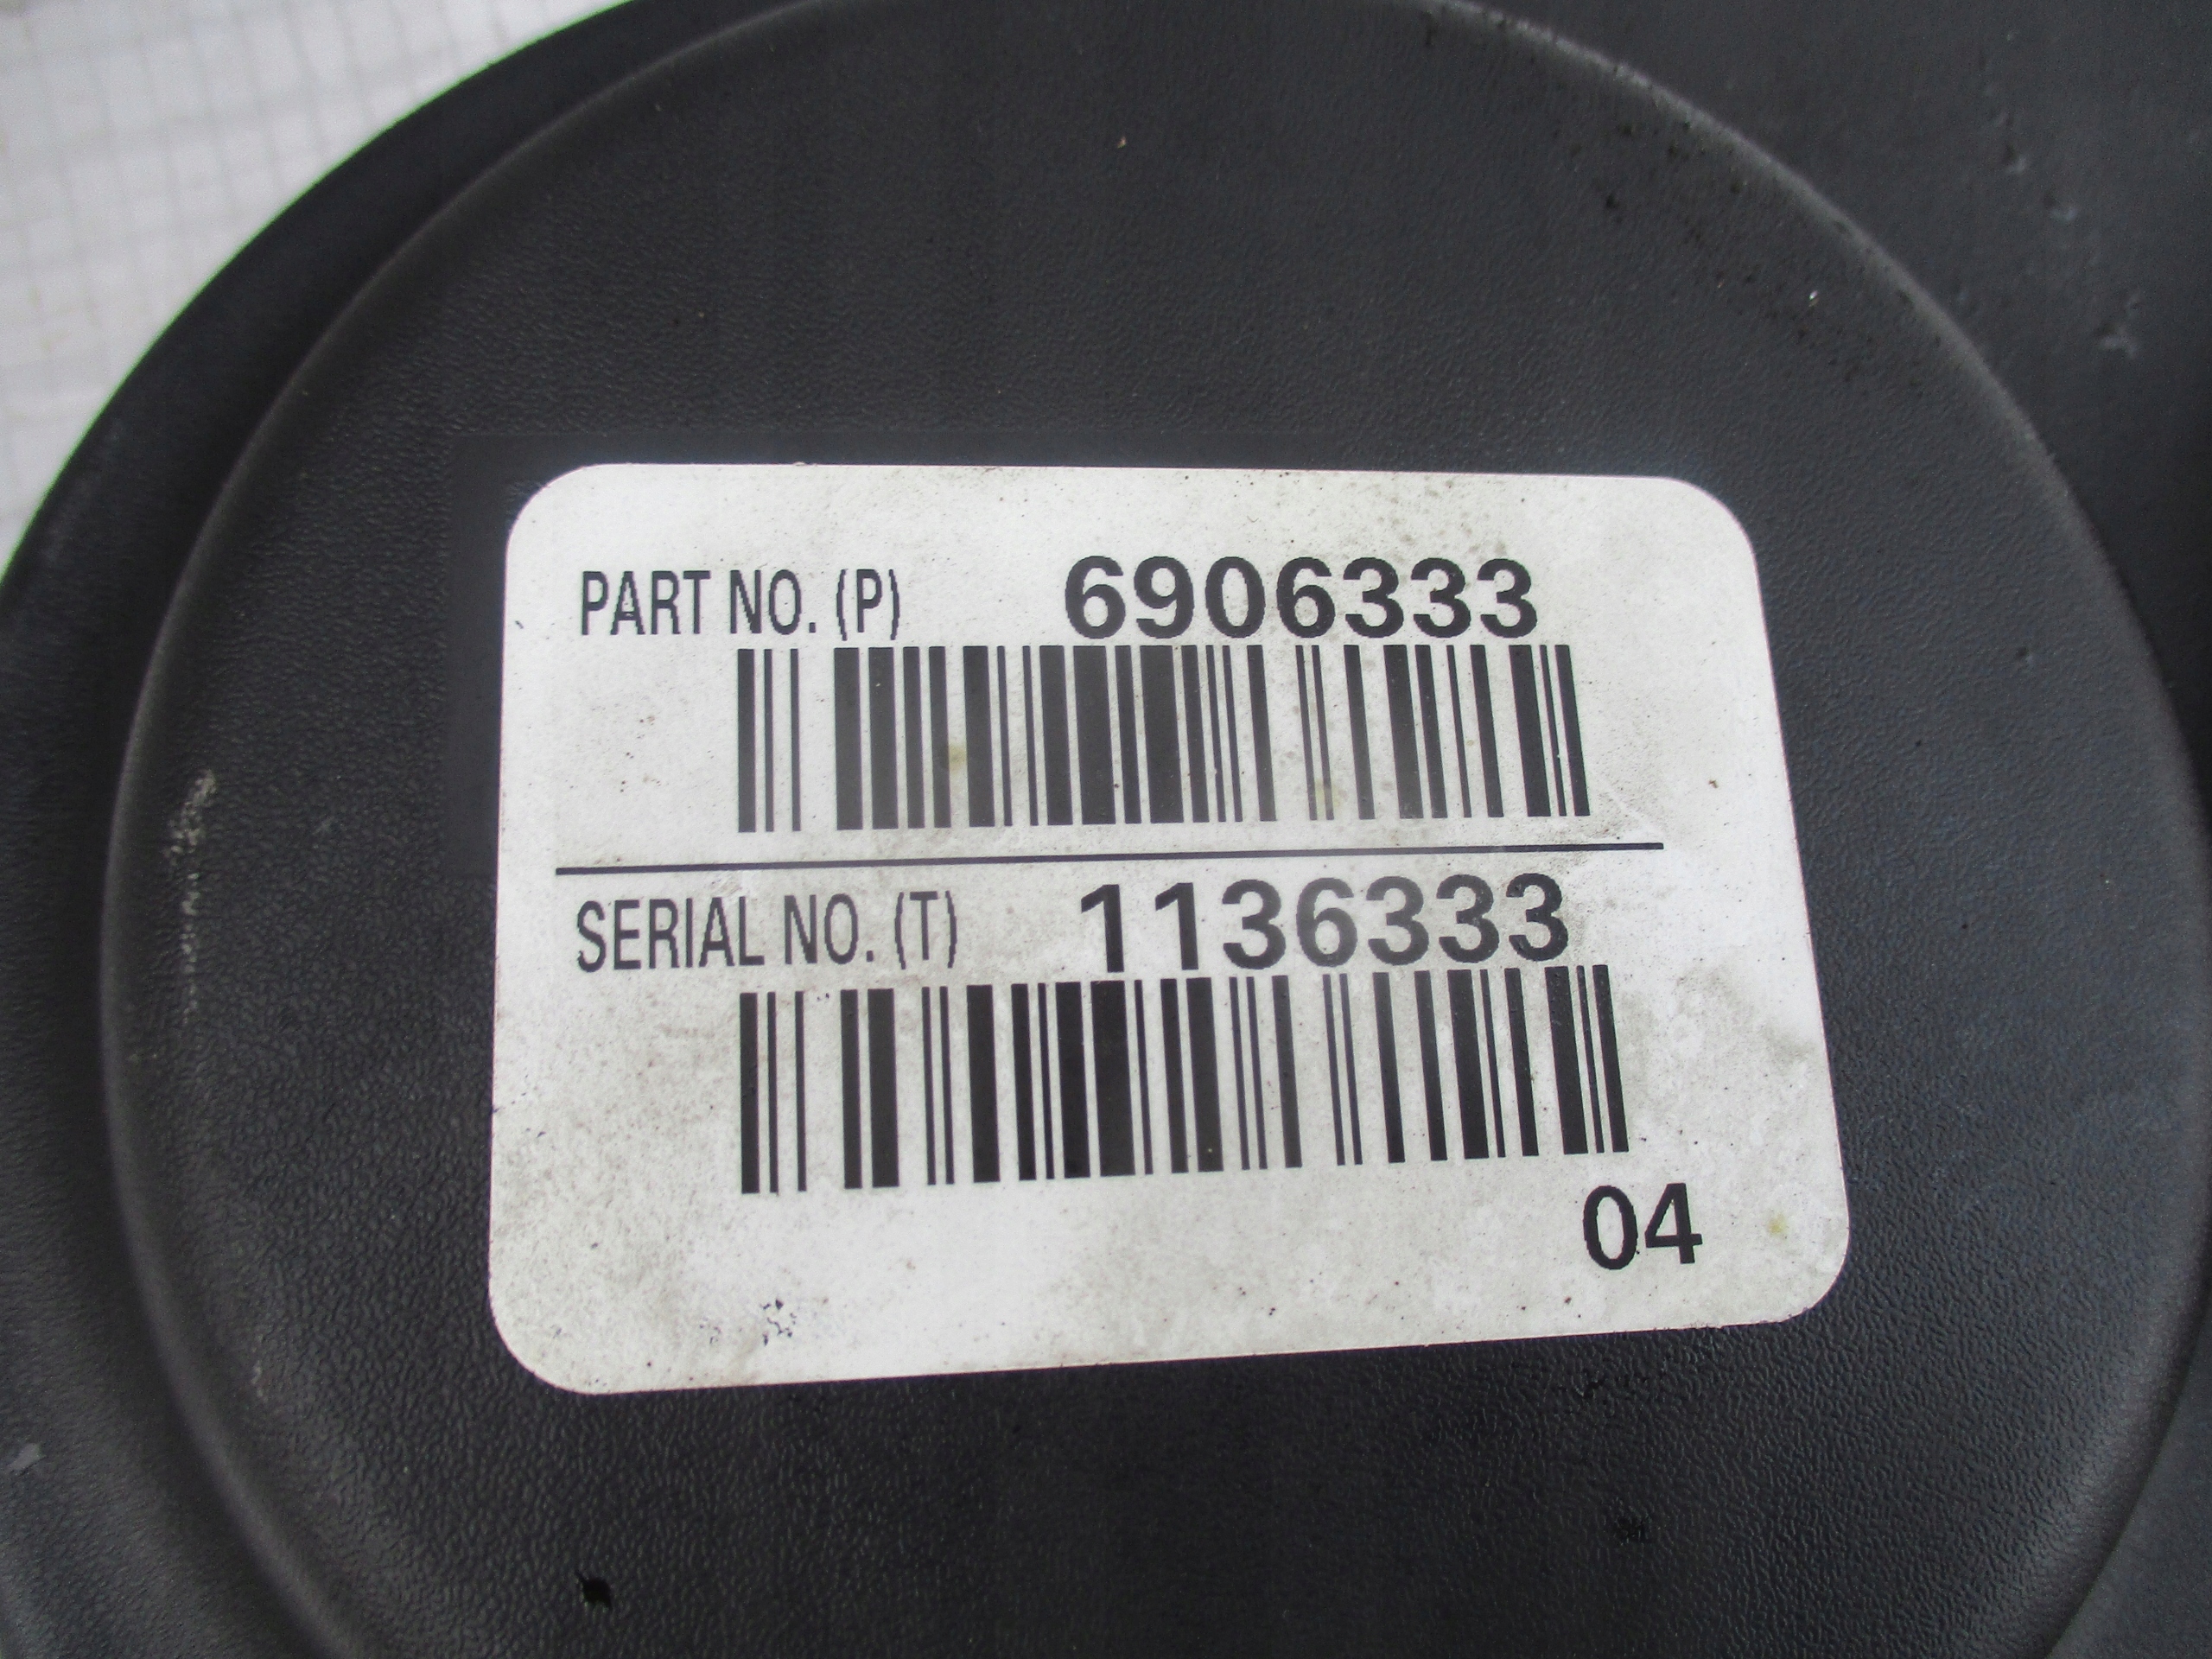 PART NO. (P) 6906333
SERIAL NO. (T) 1136333
04